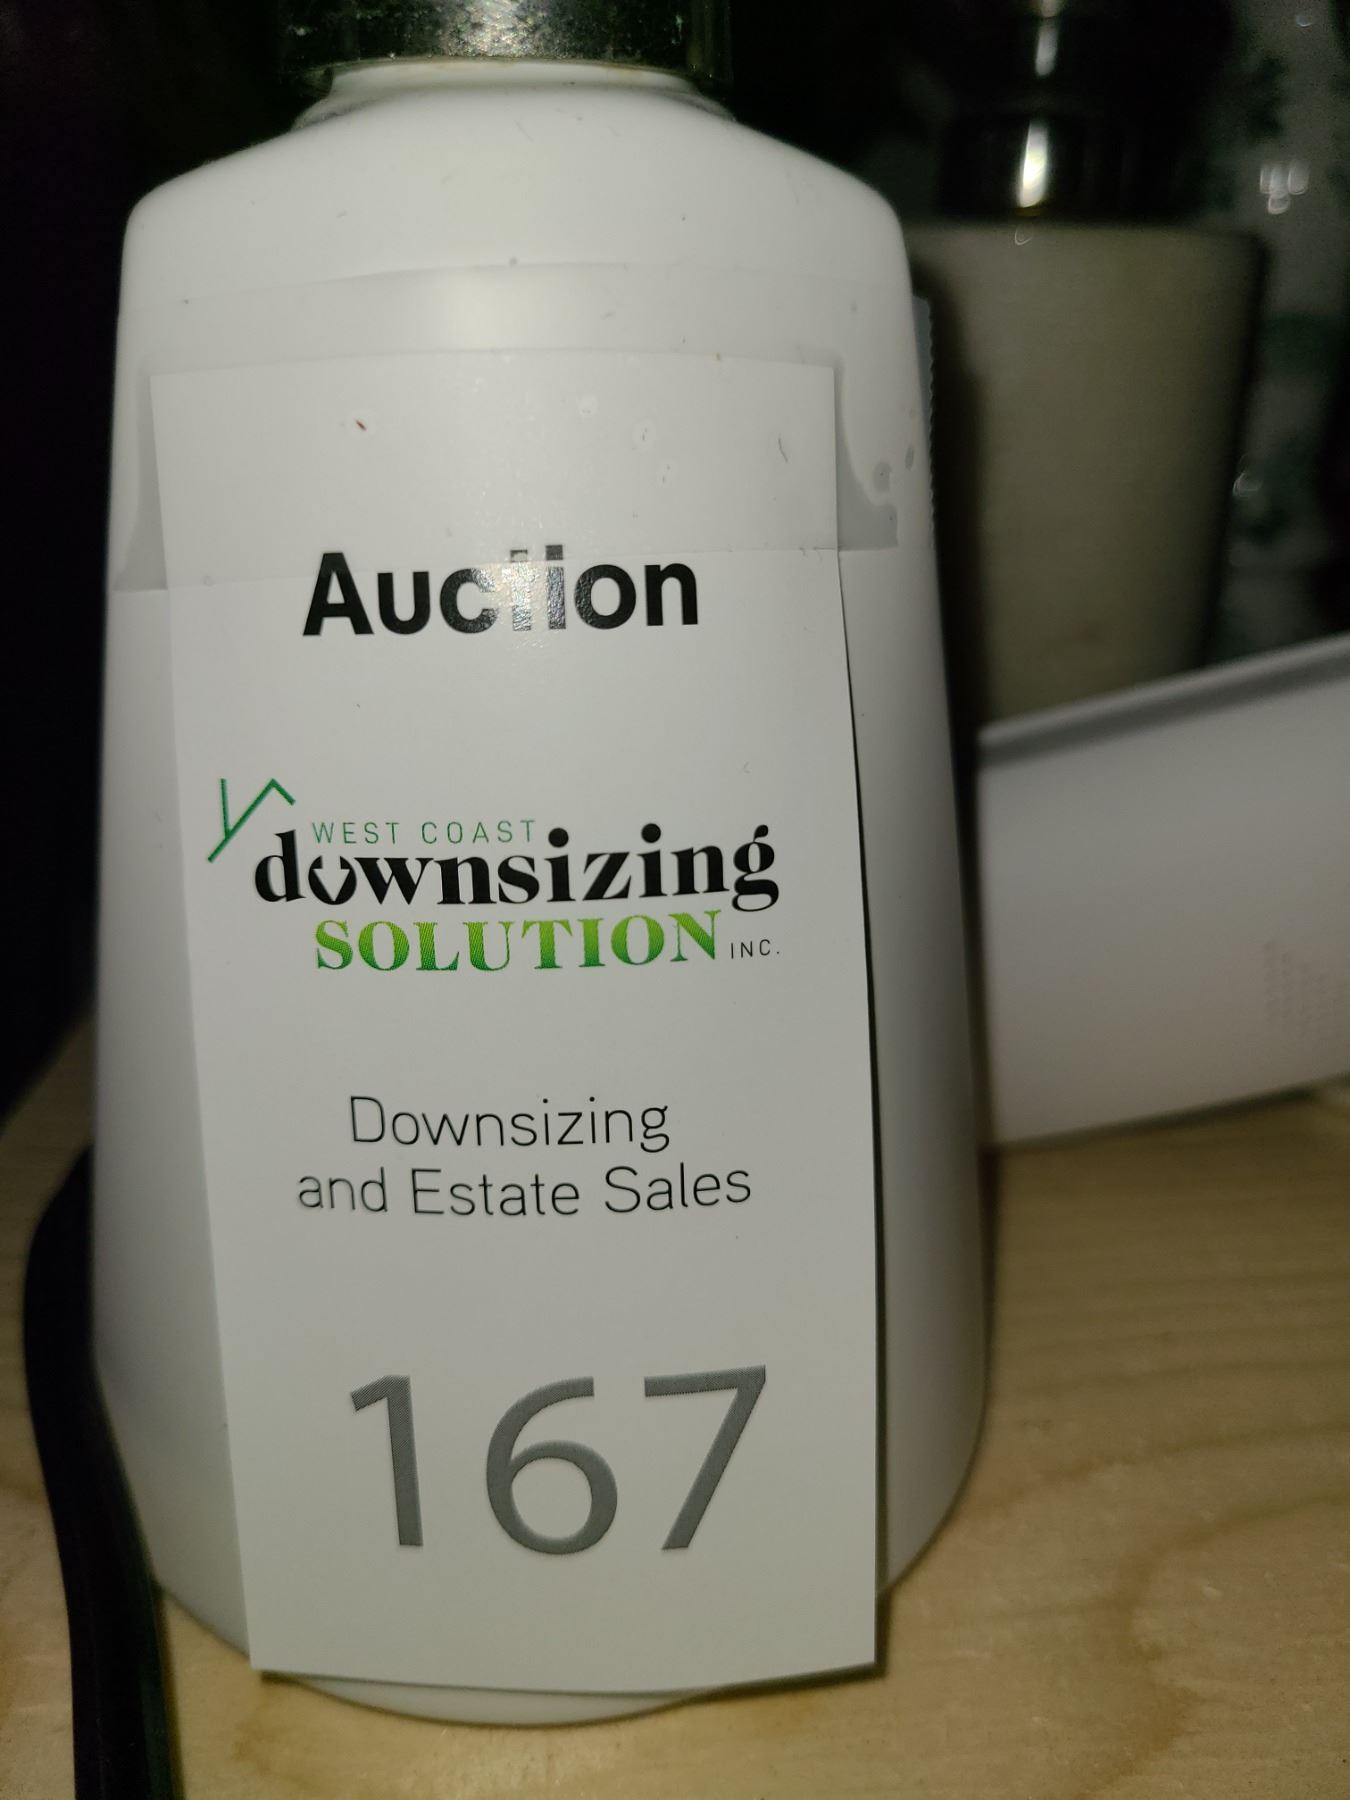 Auction
WEST COAST
downsizing
SOLUTION INC.
Downsizing
and Estate Sales
167